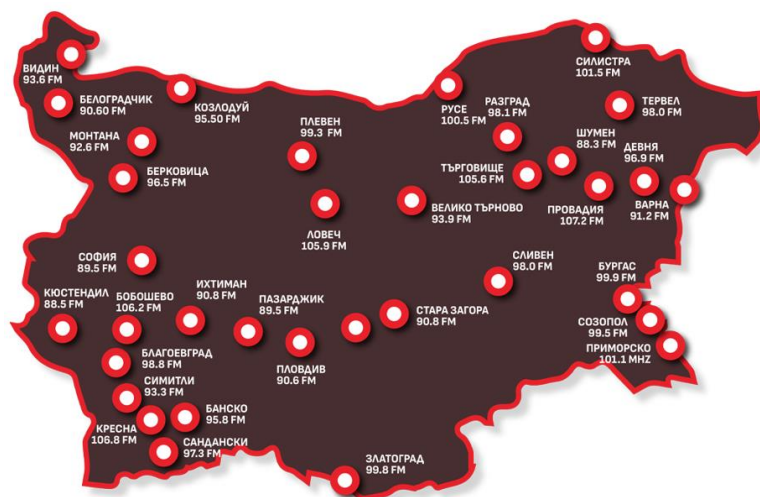 ВИДИН
93.6 FM
БЕЛОГРАДЧИК
90.60 FM
КОЗЛОДУЙ
95.50 FM
МОНТАНА
92.6 FM
БЕРКОВИЦА
96.5 FM
ПЛЕВЕН
99.3 FM
ЛОВЕЧ
105.9 FM
ВЕЛИКО ТЪРНОВО
93.9 FM
РУСЕ
100.5 FM
РАЗГРАД
98.1 FM
СИЛИСТРА
101.5 FM
ТЕРВЕЛ
98.0 FM
ШУМЕН
88.3 FM
ДЕВНЯ
96.9 FM
ТЪРГОВИЩЕ
105.6 FM
ПРОВАДИЯ
107.2 FM
ВАРНА
91.2 FM
СОФИЯ
89.5 FM
КЮСТЕНДИЛ
88.5 FM
БОБОШЕВО
106.2 FM
ИХТИМАН
90.8 FM
ПАЗАРДЖИК
89.5 FM
ПЛОВДИВ
90.6 FM
СТАРА ЗАГОРА
90.8 FM
СЛИВЕН
98.0 FM
БУРГАС
99.9 FM
СОЗОПОЛ
99.5 FM
ПРИМОРСКО
101.1 MHZ
БЛАГОЕВГРАД
98.8 FM
СИМИТЛИ
93.3 FM
КРЕСНА
106.8 FM
БАНСКО
95.8 FM
САНДАНСКИ
97.3 FM
ЗЛАТОГРАД
99.8 FM